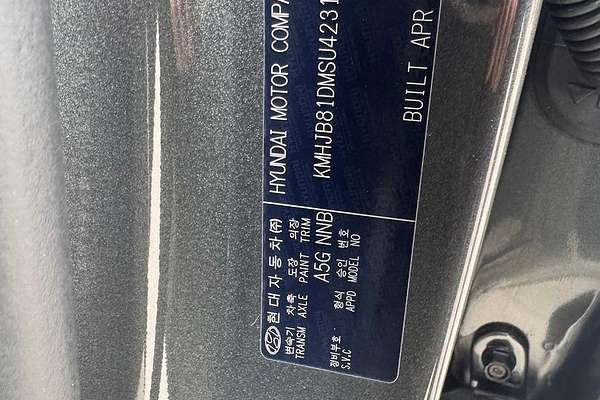 현대자동차(주) HYUNDAI MOTOR COMPA
변속기 차축 도장 의장 KMHJB81DMSU4231
TRANSM AXLE PAINT TRIM
A5G NNB
형식 승인 번호 BUILT APR
APPD MODEL NO
정비부호
S.V.C